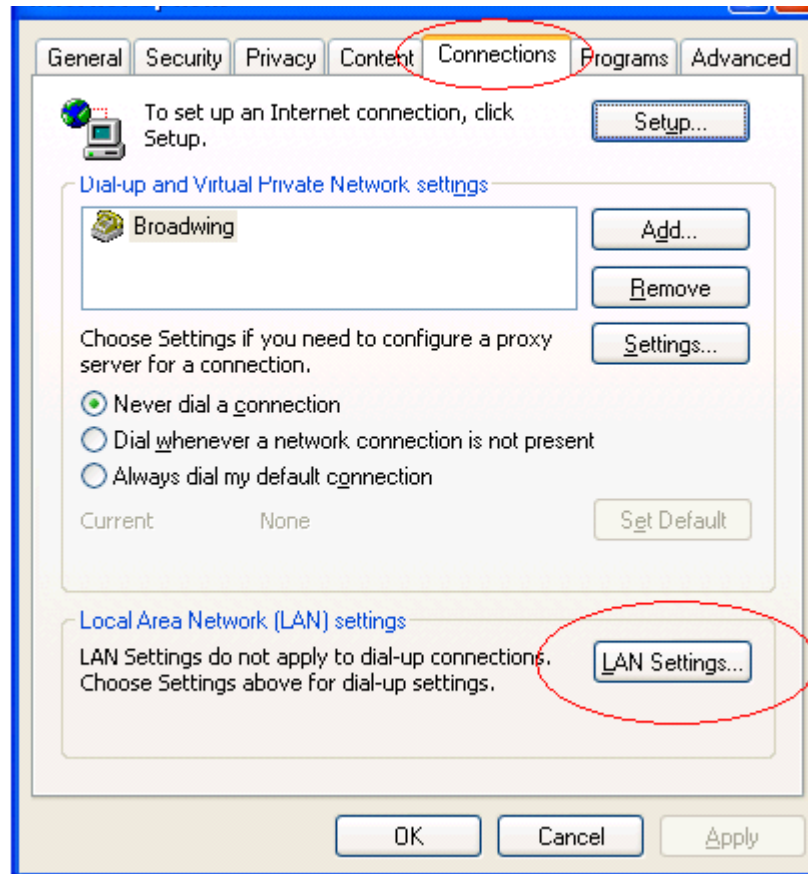 General Security Privacy Content Connections Programs Advanced
To set up an Internet connection, click
Setup.
Setup...
Dial-up and Virtual Private Network settings
Broadwing
Add...
Remove
Choose Settings if you need to configure a proxy
server for a connection.
Settings...
Never dial a connection
Dial whenever a network connection is not present
Always dial my default connection
Current None
Set Default
Local Area Network (LAN) settings
LAN Settings do not apply to dial-up connections.
Choose Settings above for dial-up settings.
LAN Settings...
OK Cancel Apply